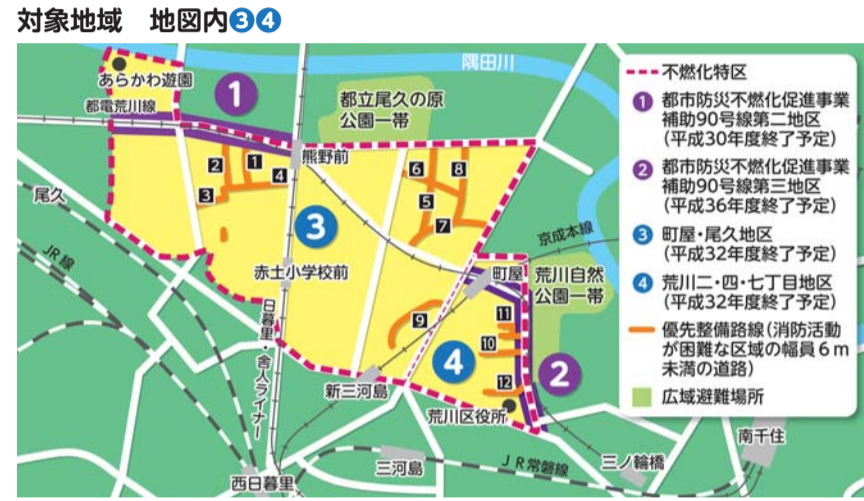 対象地域　地図内❸❹
隅田川
あらかわ遊園
都電荒川線
1
都立尾久の原
公園一帯
熊野前
2
1
4
3
6
8
5
7
尾久
JR線
3
赤土小学校前
京成本線
町屋
荒川自然
公園一帯
日暮里・舎人ライナー
9
11
10
12
4
2
新三河島
荒川区役所
三河島
JR常磐線
三ノ輪橋
南千住
西日暮里
不燃化特区
1 都市防災不燃化促進事業
補助90号線第二地区
(平成30年度終了予定)
2 都市防災不燃化促進事業
補助90号線第三地区
(平成36年度終了予定)
3 町屋・尾久地区
(平成32年度終了予定)
4 荒川二・四・七丁目地区
(平成32年度終了予定)
優先整備路線(消防活動
が困難な区域の幅員6m
未満の道路)
広域避難場所